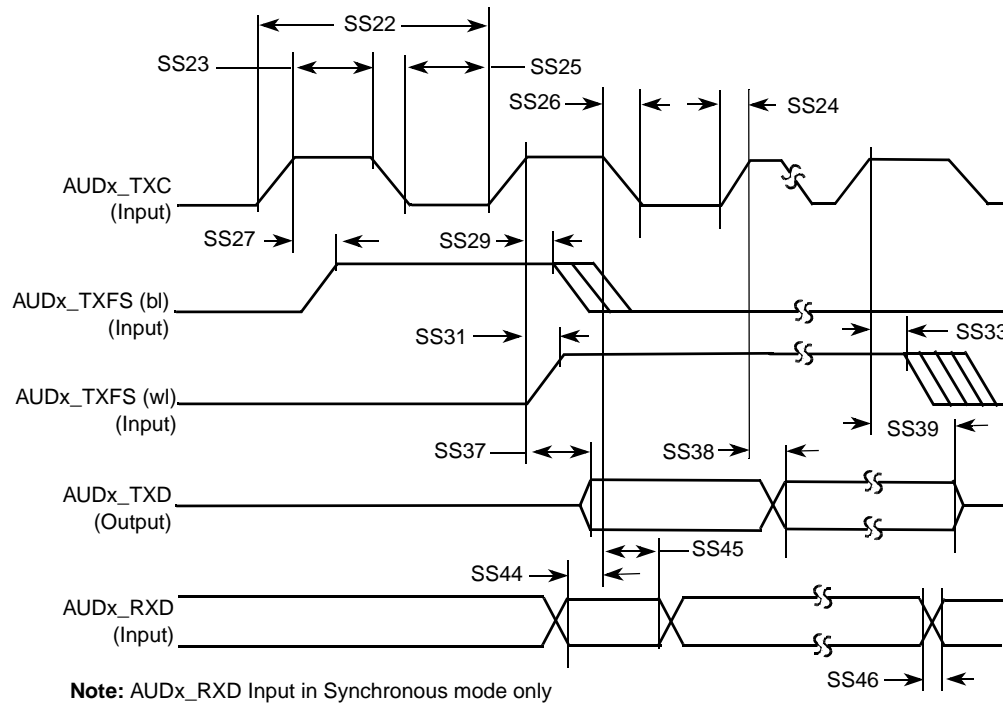 SS22
SS23
SS25
SS26
SS24
AUDx_TXC
(Input)
SS27
SS29
AUDx_TXFS (bl)
(Input)
SS31
SS33
AUDx_TXFS (wl)
(Input)
SS39
SS37
SS38
AUDx_TXD
(Output)
SS45
SS44
AUDx_RXD
(Input)
SS46
Note: AUDx_RXD Input in Synchronous mode only